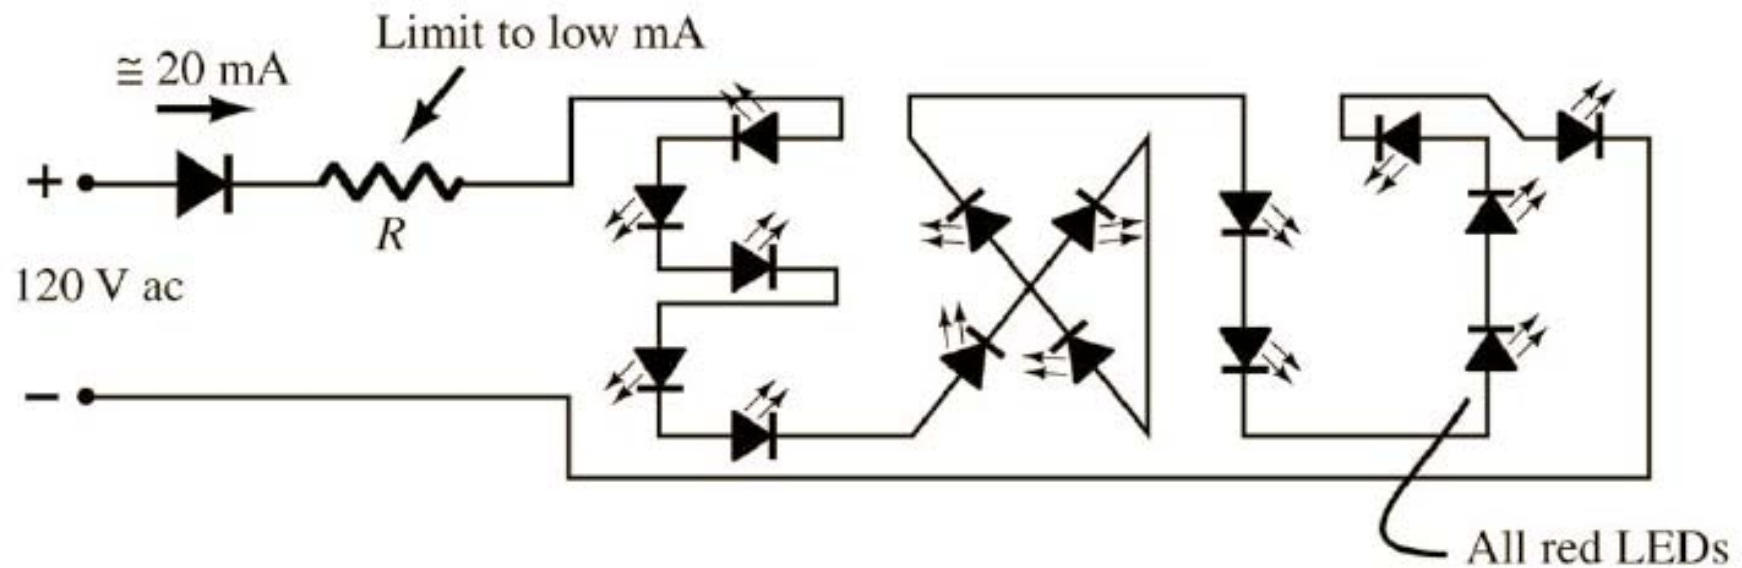 Limit to low mA
≅ 20 mA
+
R
120 V ac
−
All red LEDs